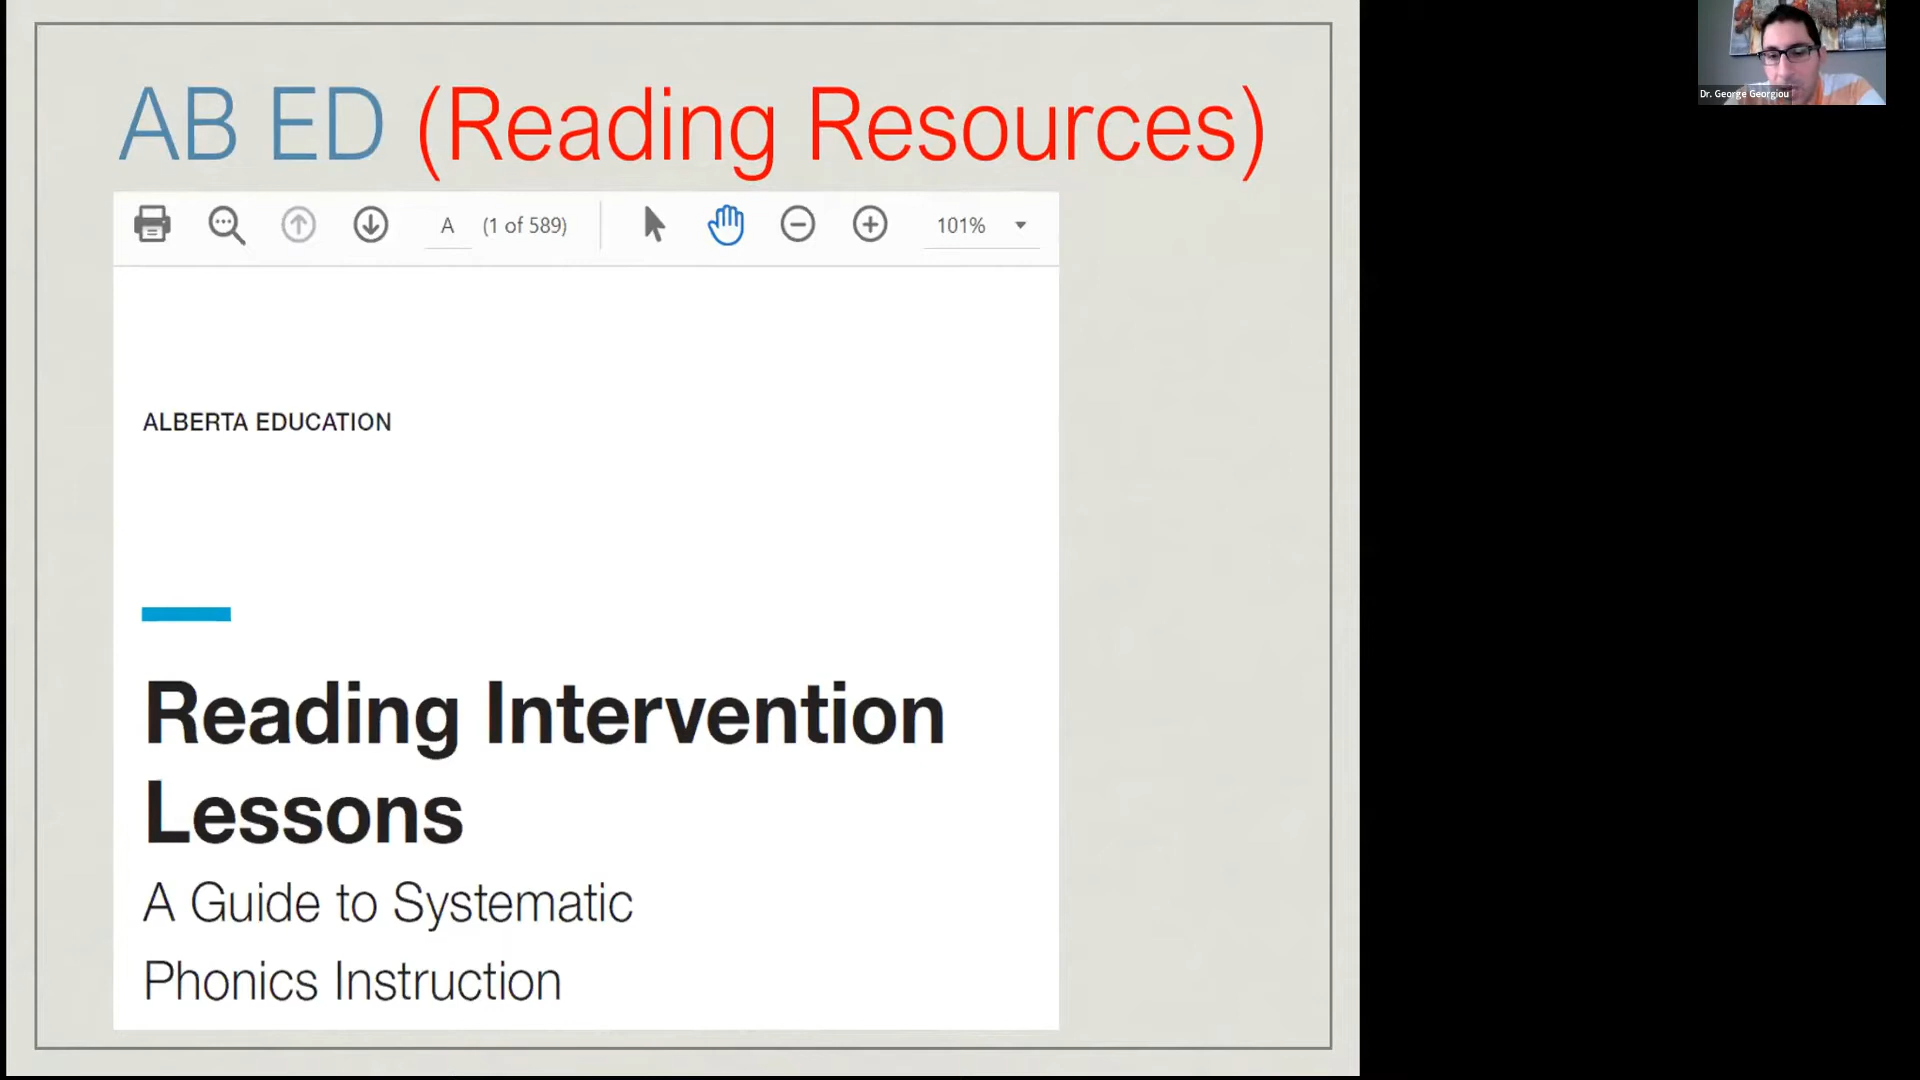 AB ED (Reading Resources)
Dr. George Georgiou
A (1 of 589) 101%
ALBERTA EDUCATION
Reading Intervention
Lessons
A Guide to Systematic
Phonics Instruction